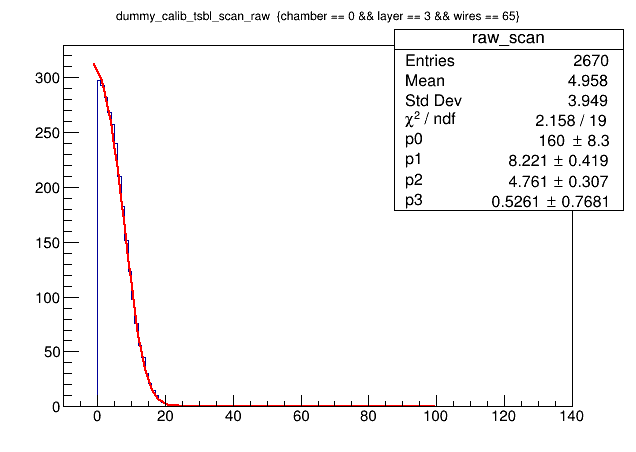 dummy_calib_tsbl_scan_raw {chamber == 0 && layer == 3 && wires == 65}
raw_scan
Entries 2670
Mean 4.958
Std Dev 3.949
χ² / ndf 2.158 / 19
p0 160 ± 8.3
p1 8.221 ± 0.419
p2 4.761 ± 0.307
p3 0.5261 ± 0.7681
300
250
200
150
100
50
0
0 20 40 60 80 100 120 140